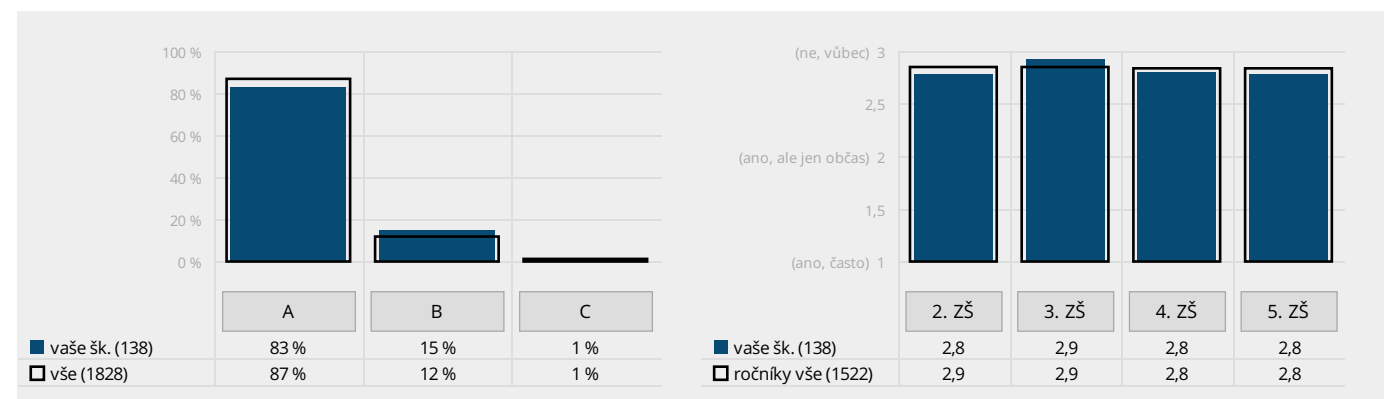 100 %
80 %
60 %
40 %
20 %
0 %
A B C
vaše šk. (138) 83 % 15 % 1 %
vše (1828) 87 % 12 % 1 %
(ne, vůbec) 3
2,5
(ano, ale jen občas) 2
1,5
(ano, často) 1
2. ZŠ 3. ZŠ 4. ZŠ 5. ZŠ
vaše šk. (138) 2,8 2,9 2,8 2,8
ročníky vše (1522) 2,9 2,9 2,8 2,8